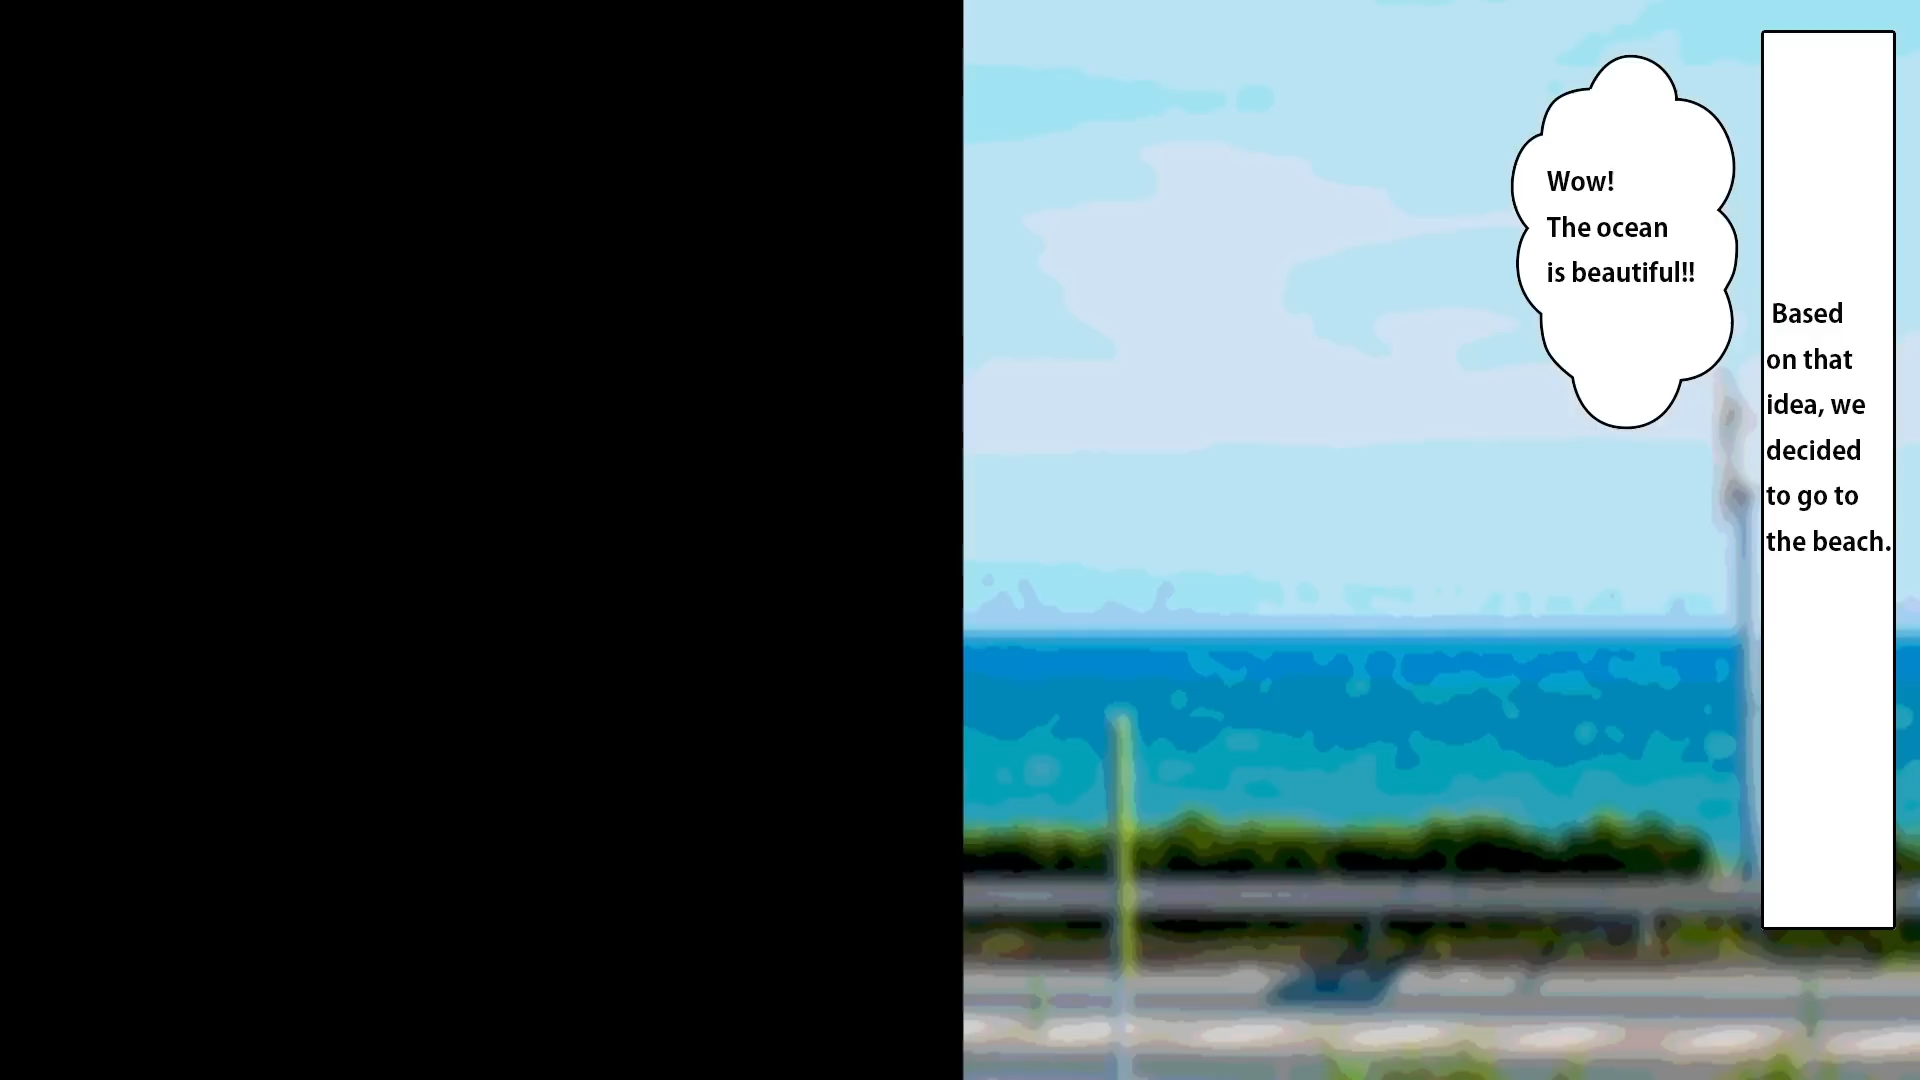 Wow!
The ocean
is beautiful!!
Based
on that
idea, we
decided
to go to
the beach.